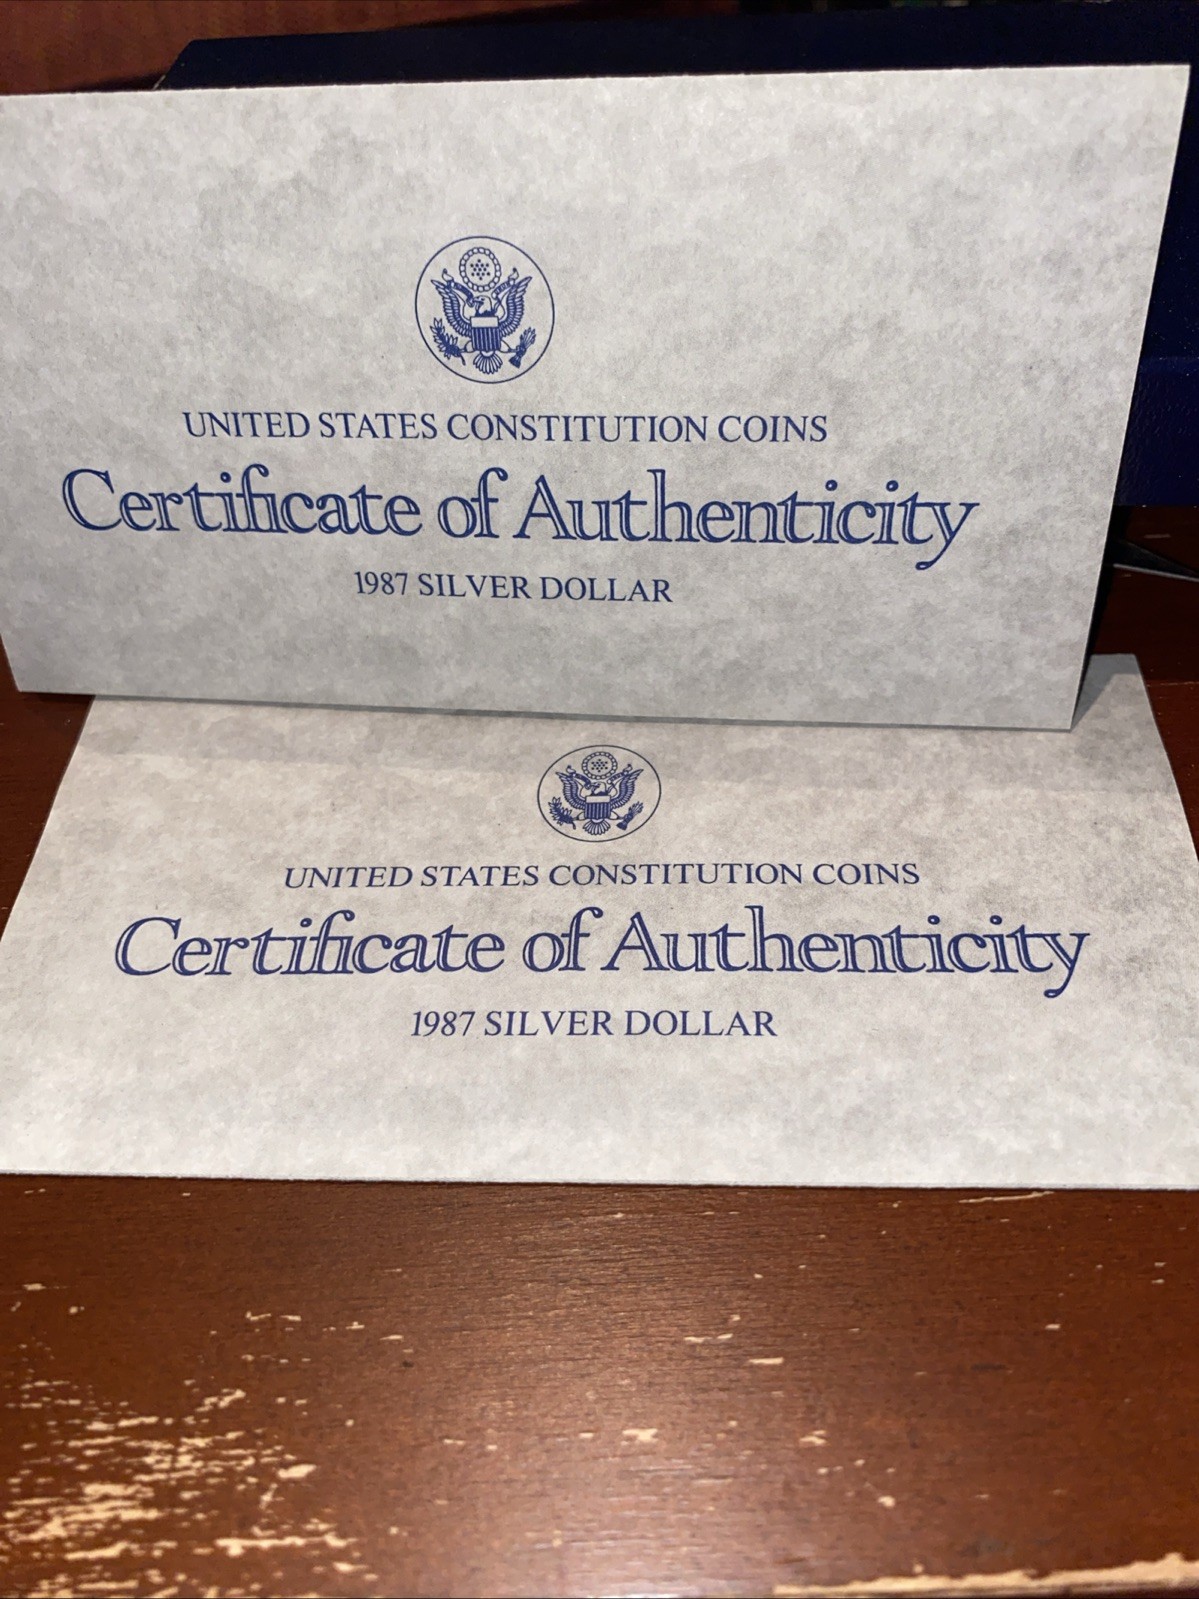 UNITED STATES CONSTITUTION COINS
Certificate of Authenticity
1987 SILVER DOLLAR
UNITED STATES CONSTITUTION COINS
Certificate of Authenticity
1987 SILVER DOLLAR